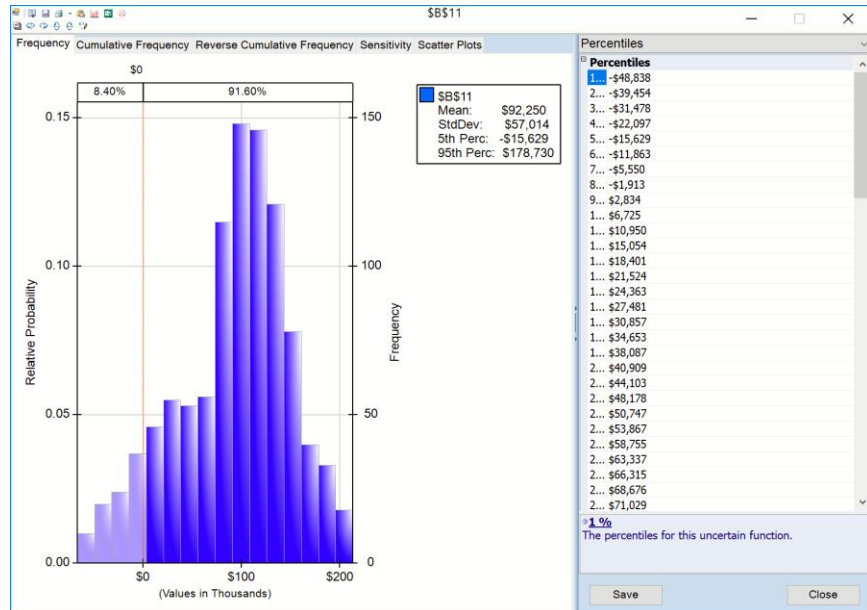 $B$11
Frequency Cumulative Frequency Reverse Cumulative Frequency Sensitivity Scatter Plots
$0
8.40% 91.60%
0.15
0.10
0.05
0.00
Relative Probability
150
100
50
0
Frequency
$0 $100 $200
(Values in Thousands)
$B$11
Mean: $92,250
StdDev: $57,014
5th Perc: -$15,629
95th Perc: $178,730
Percentiles
Percentiles
1... -$48,838
2... -$39,454
3... -$31,478
4... -$22,097
5... -$15,629
6... -$11,863
7... -$5,550
8... -$1,913
9... $2,834
1... $6,725
1... $10,950
1... $15,054
1... $18,401
1... $21,524
1... $24,363
1... $27,481
1... $30,857
1... $34,653
1... $38,087
2... $40,909
2... $44,103
2... $48,178
2... $50,747
2... $53,867
2... $58,755
2... $63,337
2... $66,315
2... $68,676
2... $71,029
1 %
The percentiles for this uncertain function.
Save Close